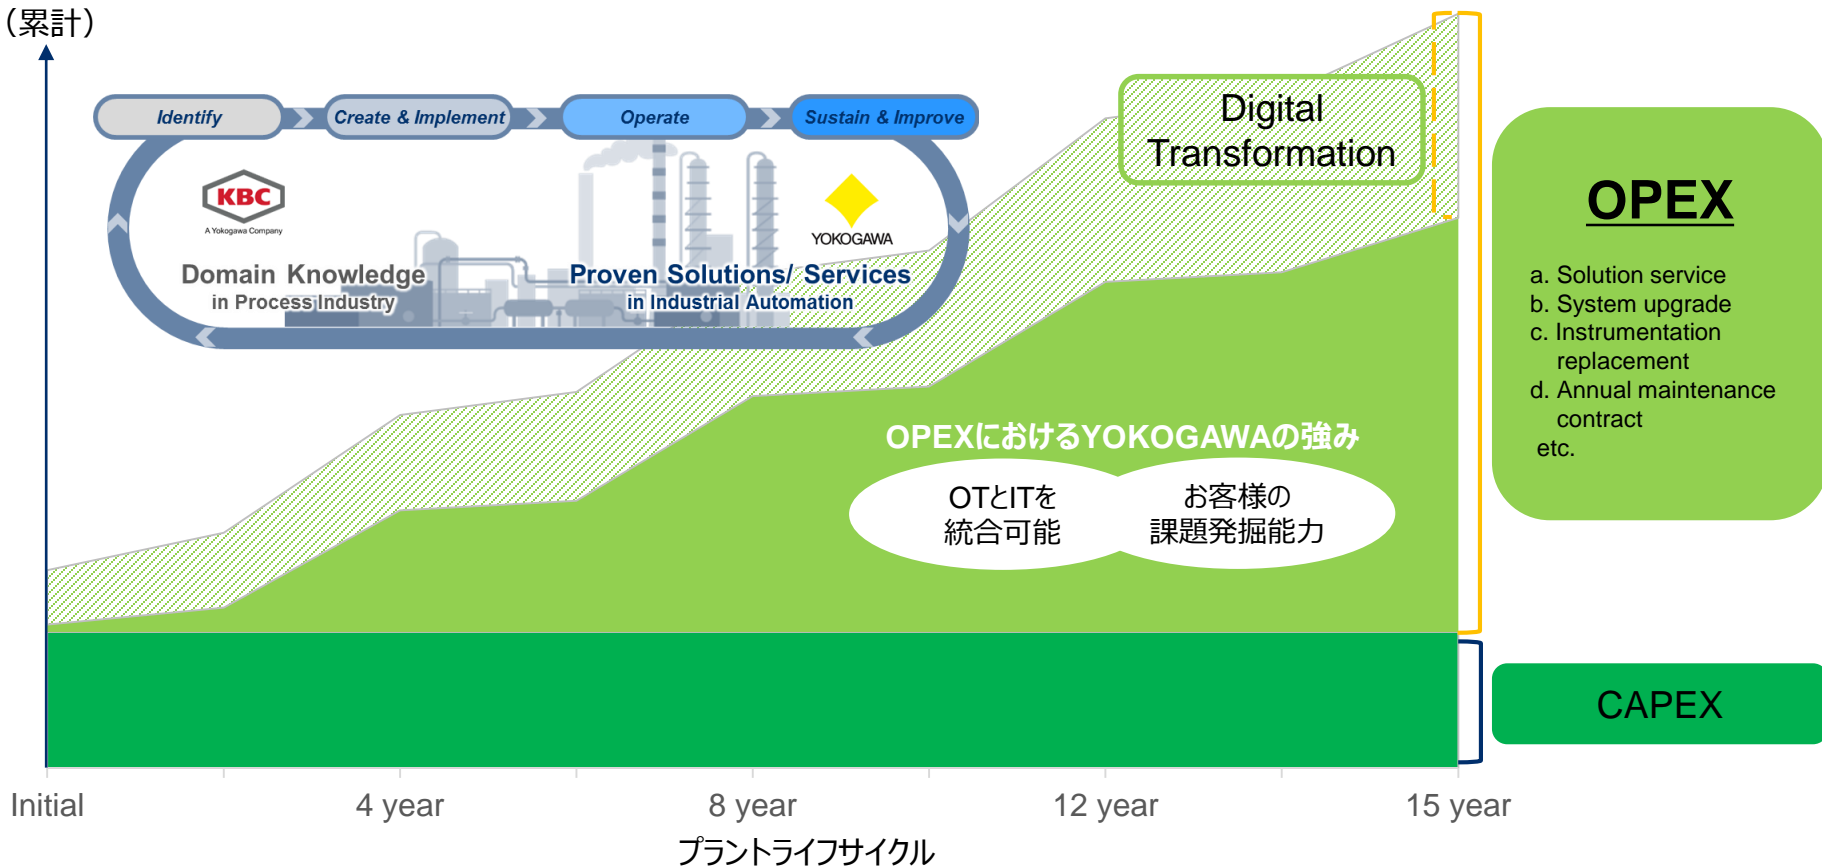 （累計）
Identify
Create & Implement
Operate
Sustain & Improve
KBC
A Yokogawa Company
YOKOGAWA
Domain Knowledge
in Process Industry
Proven Solutions/ Services
in Industrial Automation
Digital
Transformation
OPEX
a. Solution service
b. System upgrade
c. Instrumentation
replacement
d. Annual maintenance
contract
etc.
OPEXにおけるYOKOGAWAの強み
OTとITを
統合可能
お客様の
課題発掘能力
CAPEX
Initial
4 year
8 year
12 year
15 year
プラントライフサイクル